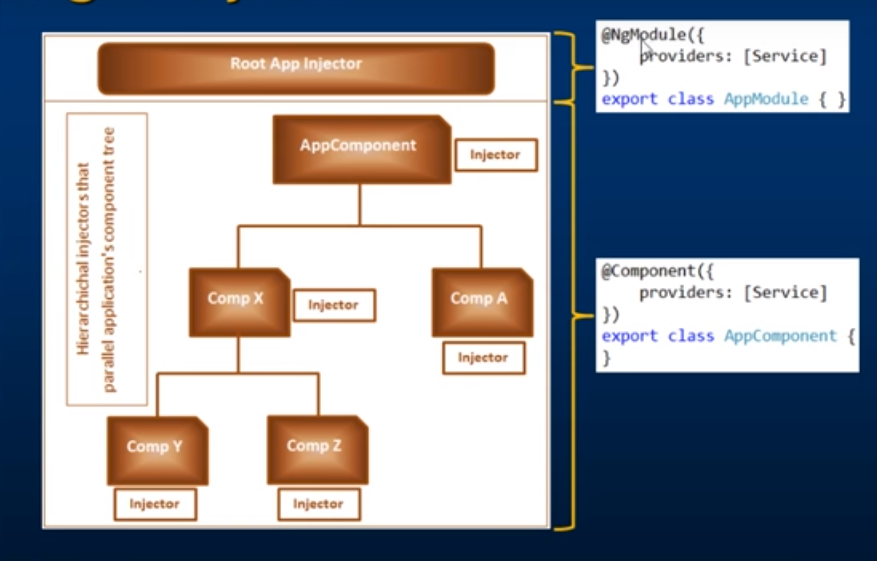 Root App Injector
AppComponent
Injector
Hierarchichal injectors that
parallel application's component tree
Comp X
Injector
Comp A
Injector
Comp Y
Injector
Comp Z
Injector
@NgModule({
providers: [Service]
})
export class AppModule { }
@Component({
providers: [Service]
})
export class AppComponent {
}